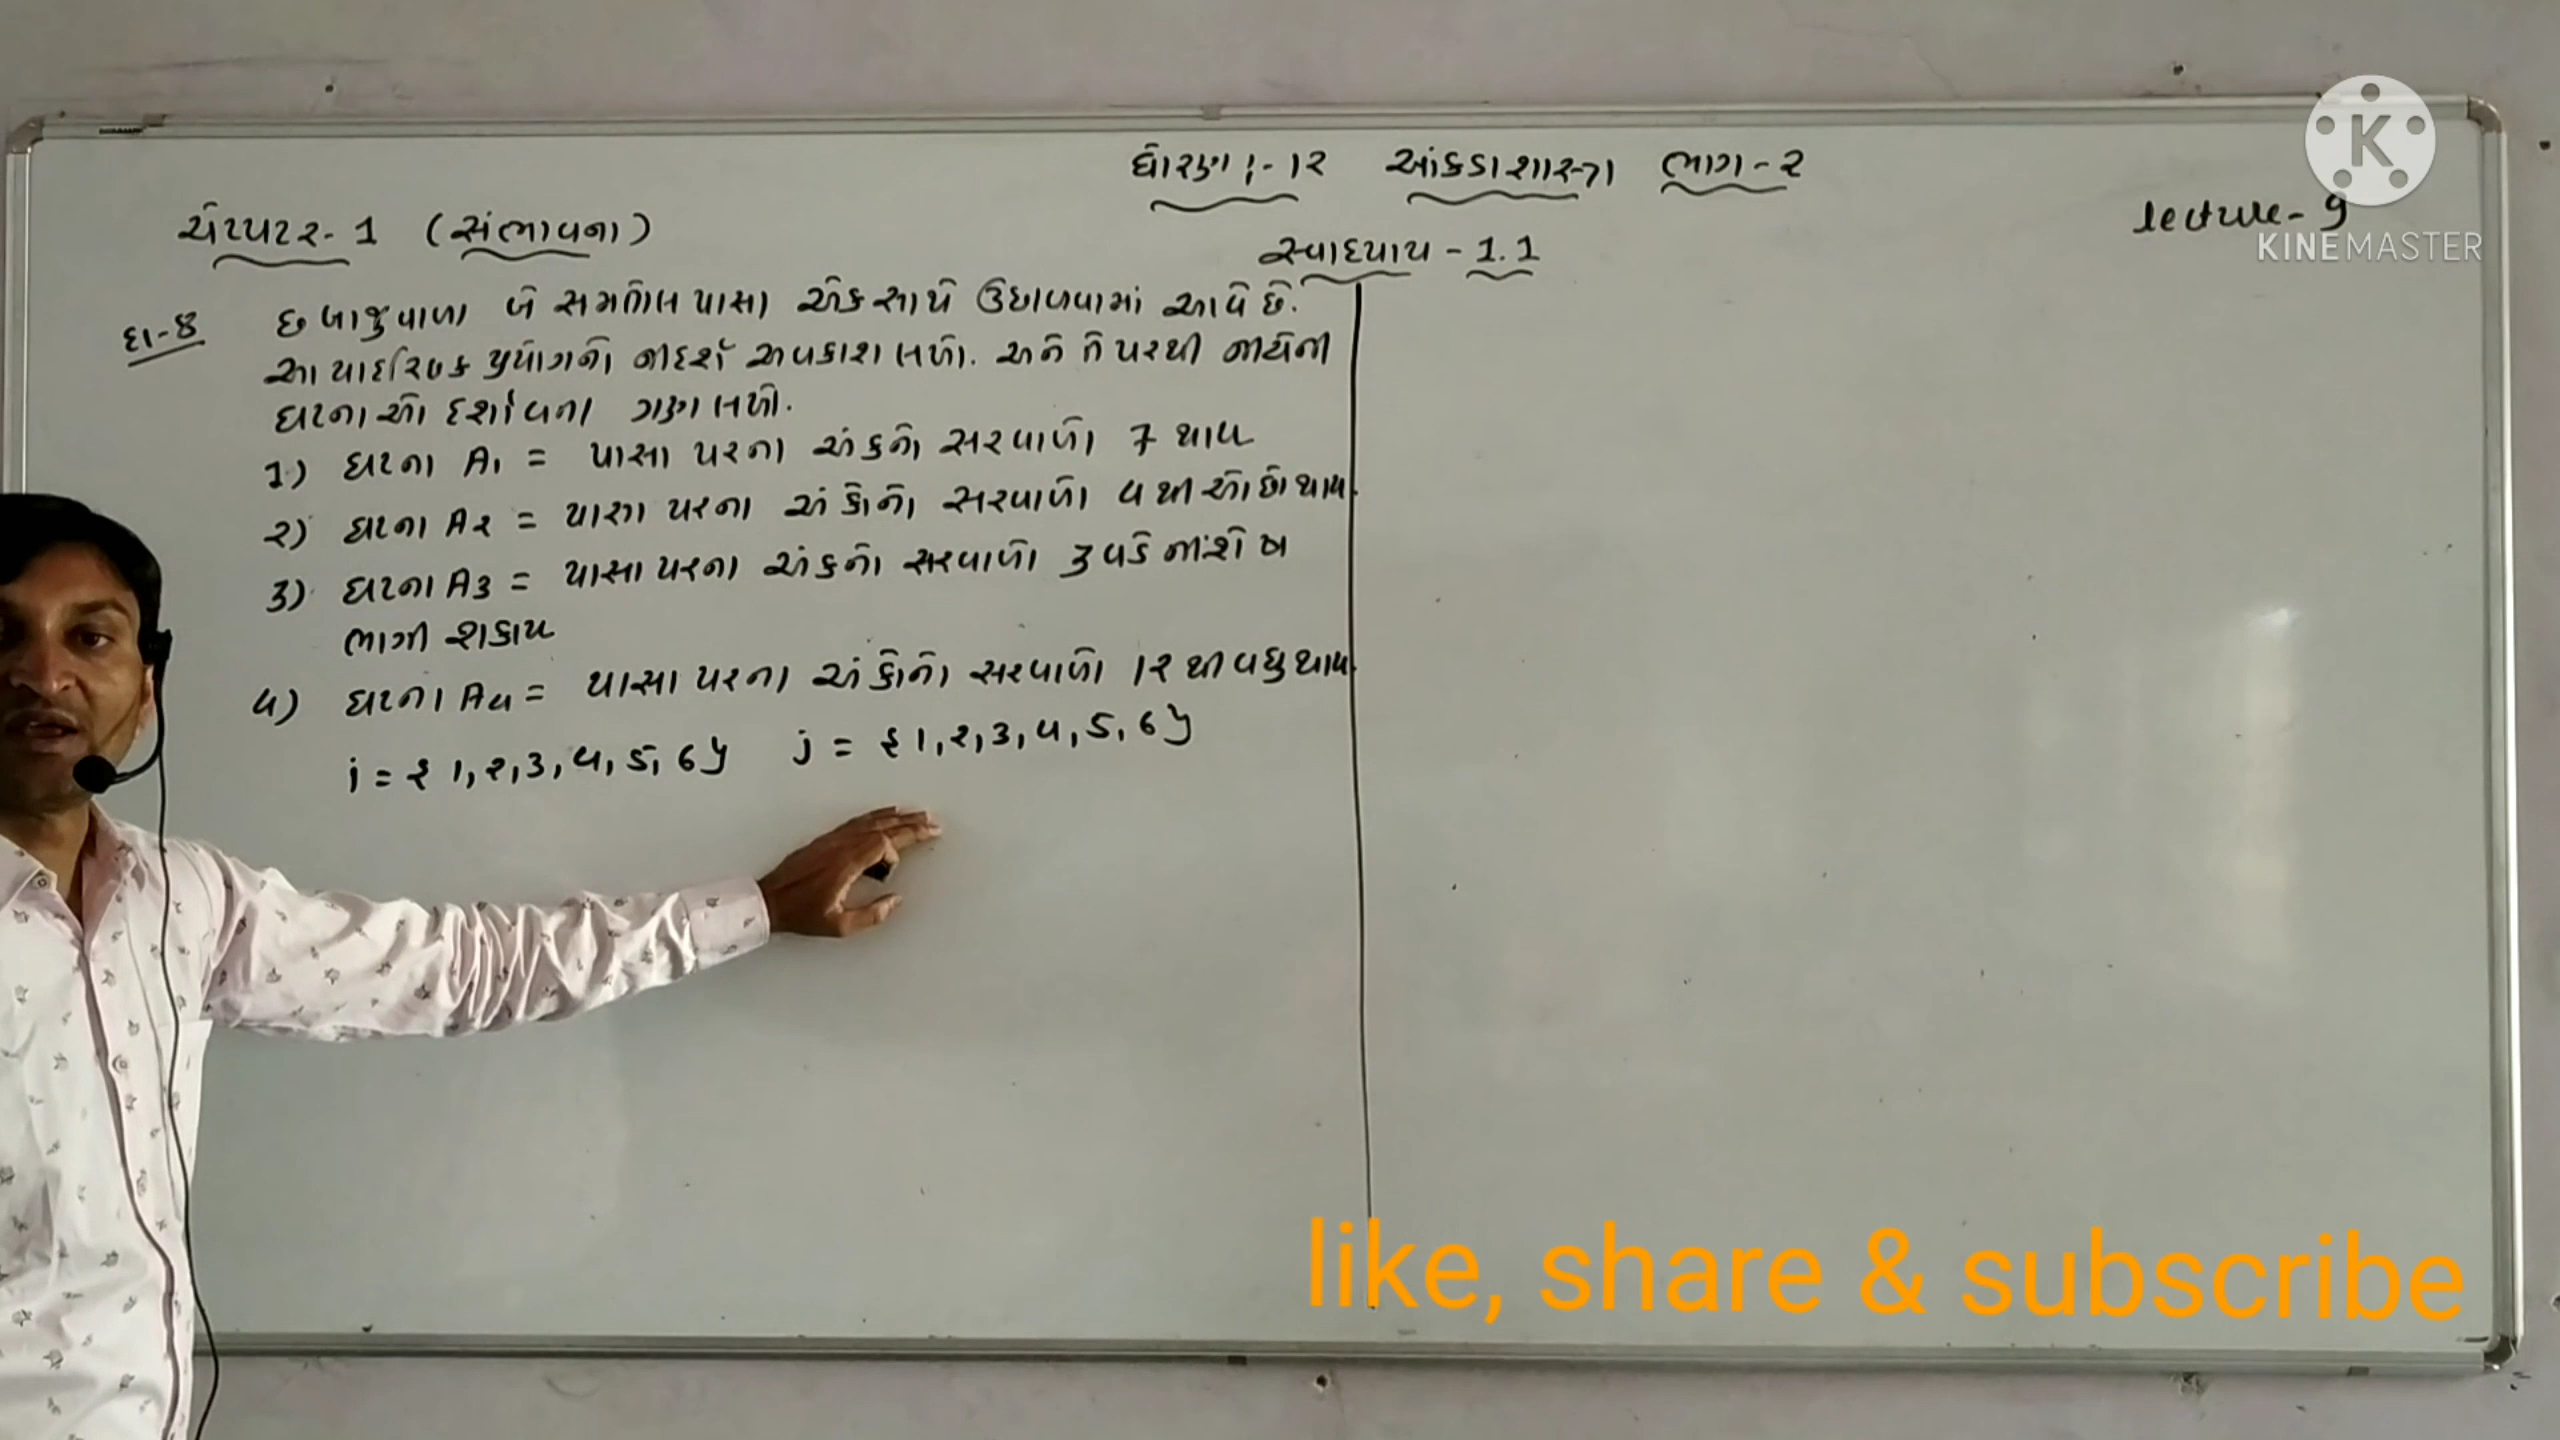 ધોરણ :- 12 આંકડાશાસ્ત્ર ભાગ - 2
lecture - 9
KINEMASTER
ચેપ્ટર - 1 (સંભાવના)
સ્વાધ્યાય - 1.1
દા-8 છ બાજુવાળા બે સમતોલ પાસા એક સાથે ઉછાળવામાં આવે છે.
આ યાદચ્છિક પ્રયોગનો નીદર્શ અવકાશ લખો. અને તે પરથી નીચેની
ઘટનાઓ દર્શાવતા ગણ લખો.
1) ઘટના A1 = પાસા પરના અંકનો સરવાળો 7 થાય
2) ઘટના A2 = પાસા પરના અંકોનો સરવાળો 4 થી ઓછો થાય.
3) ઘટના A3 = પાસા પરના અંકનો સરવાળો 3 વડે નીઃશેષ
ભાગી શકાય
4) ઘટના A4 = પાસા પરના અંકોનો સરવાળો 12 થી વધુ થાય.
i = { 1, 2, 3, 4, 5, 6 } j = { 1, 2, 3, 4, 5, 6 }
like, share & subscribe